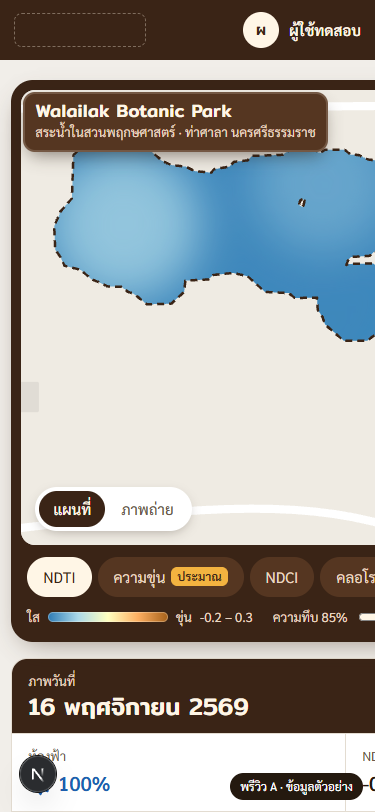 ผ ผู้ใช้ทดสอบ
Walailak Botanic Park
สระน้ำในสวนพฤกษศาสตร์ · ท่าศาลา นครศรีธรรมราช
แผนที่ ภาพถ่าย
NDTI ความขุ่น ประมาณ NDCI คลอโร
ใส ขุ่น -0.2 – 0.3 ความทึบ 85%
ภาพวันที่
16 พฤศจิกายน 2569
N 100%
พรีวิว A · ข้อมูลตัวอย่าง